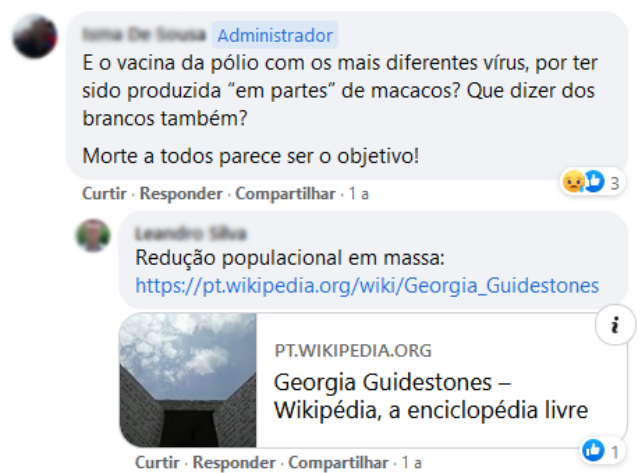 Administrador
E o vacina da pólio com os mais diferentes vírus, por ter
sido produzida “em partes” de macacos? Que dizer dos
brancos também?
Morte a todos parece ser o objetivo!
3
Curtir · Responder · Compartilhar · 1 a
Redução populacional em massa:
https://pt.wikipedia.org/wiki/Georgia_Guidestones
i
PT.WIKIPEDIA.ORG
Georgia Guidestones –
Wikipédia, a enciclopédia livre
1
Curtir · Responder · Compartilhar · 1 a